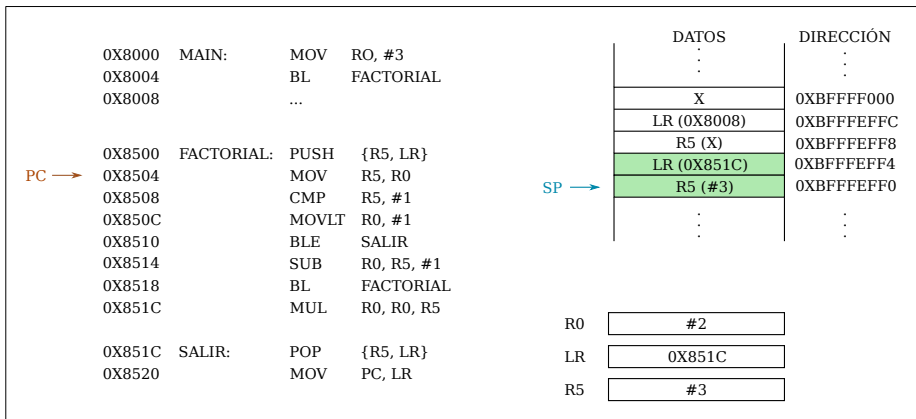 0X8000 MAIN: MOV RO, #3
0X8004 BL FACTORIAL
0X8008 ...
0X8500 FACTORIAL: PUSH {R5, LR}
PC
0X8504 MOV R5, R0
0X8508 CMP R5, #1
0X850C MOVLT R0, #1
0X8510 BLE SALIR
0X8514 SUB R0, R5, #1
0X8518 BL FACTORIAL
0X851C MUL R0, R0, R5
0X851C SALIR: POP {R5, LR}
0X8520 MOV PC, LR
DATOS DIRECCIÓN
X 0XBFFFF000
LR (0X8008) 0XBFFFEFFC
R5 (X) 0XBFFFEFF8
LR (0X851C) 0XBFFFEFF4
SP
R5 (#3) 0XBFFFEFF0
R0 #2
LR 0X851C
R5 #3